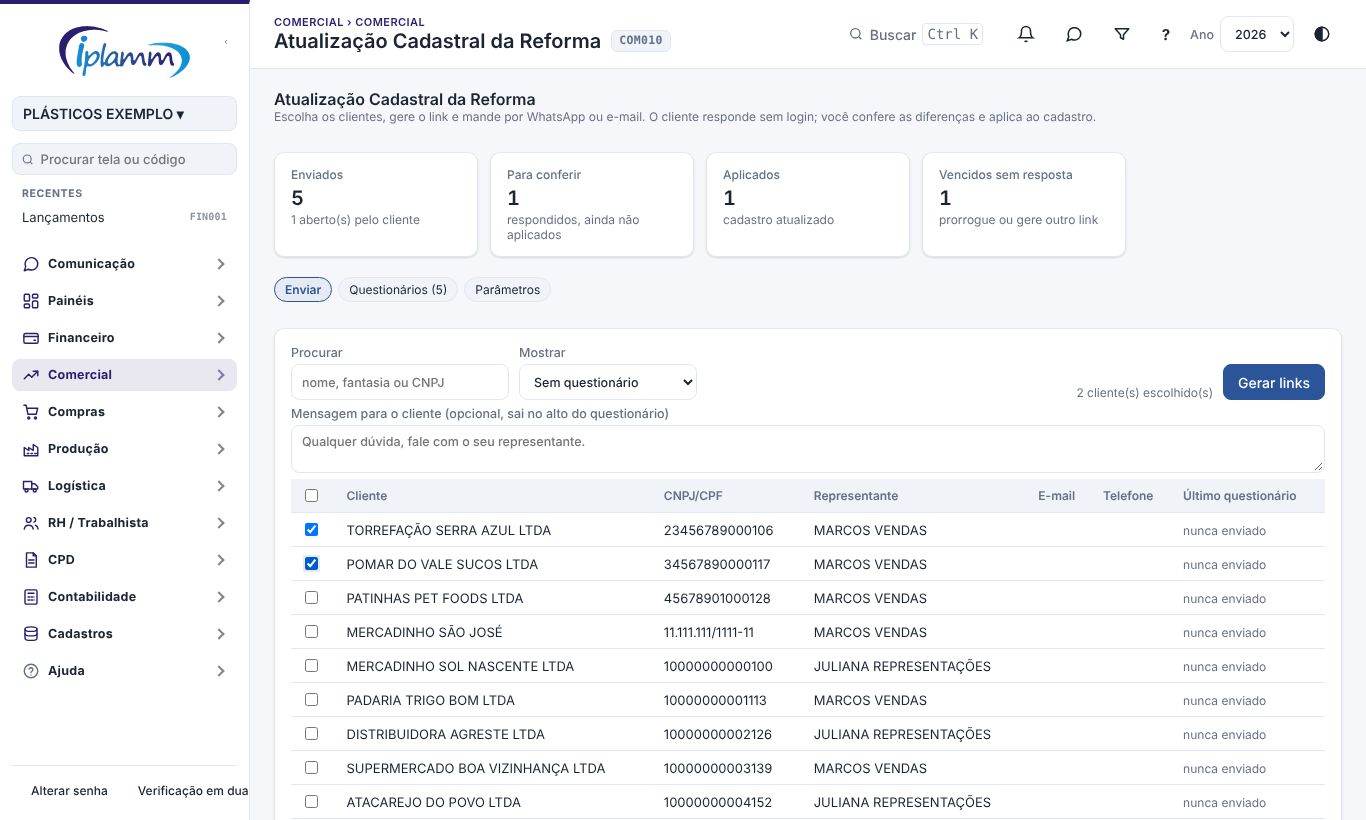 iplamm
PLÁSTICOS EXEMPLO ▾
Procurar tela ou código
RECENTES
Lançamentos FIN001
Comunicação
Painéis
Financeiro
Comercial
Compras
Produção
Logística
RH / Trabalhista
CPD
Contabilidade
Cadastros
Ajuda
Alterar senha Verificação em dua
COMERCIAL › COMERCIAL
Atualização Cadastral da Reforma COM010
Buscar Ctrl K ? Ano 2026
Atualização Cadastral da Reforma
Escolha os clientes, gere o link e mande por WhatsApp ou e-mail. O cliente responde sem login; você confere as diferenças e aplica ao cadastro.
Enviados
5
1 aberto(s) pelo cliente
Para conferir
1
respondidos, ainda não
aplicados
Aplicados
1
cadastro atualizado
Vencidos sem resposta
1
prorrogue ou gere outro link
Enviar Questionários (5) Parâmetros
Procurar Mostrar
nome, fantasia ou CNPJ Sem questionário 2 cliente(s) escolhido(s) Gerar links
Mensagem para o cliente (opcional, sai no alto do questionário)
Qualquer dúvida, fale com o seu representante.
Cliente CNPJ/CPF Representante E-mail Telefone Último questionário
TORREFAÇÃO SERRA AZUL LTDA 23456789000106 MARCOS VENDAS nunca enviado
POMAR DO VALE SUCOS LTDA 34567890000117 MARCOS VENDAS nunca enviado
PATINHAS PET FOODS LTDA 45678901000128 MARCOS VENDAS nunca enviado
MERCADINHO SÃO JOSÉ 11.111.111/1111-11 MARCOS VENDAS nunca enviado
MERCADINHO SOL NASCENTE LTDA 10000000000100 JULIANA REPRESENTAÇÕES nunca enviado
PADARIA TRIGO BOM LTDA 10000000001113 MARCOS VENDAS nunca enviado
DISTRIBUIDORA AGRESTE LTDA 10000000002126 JULIANA REPRESENTAÇÕES nunca enviado
SUPERMERCADO BOA VIZINHANÇA LTDA 10000000003139 MARCOS VENDAS nunca enviado
ATACAREJO DO POVO LTDA 10000000004152 JULIANA REPRESENTAÇÕES nunca enviado